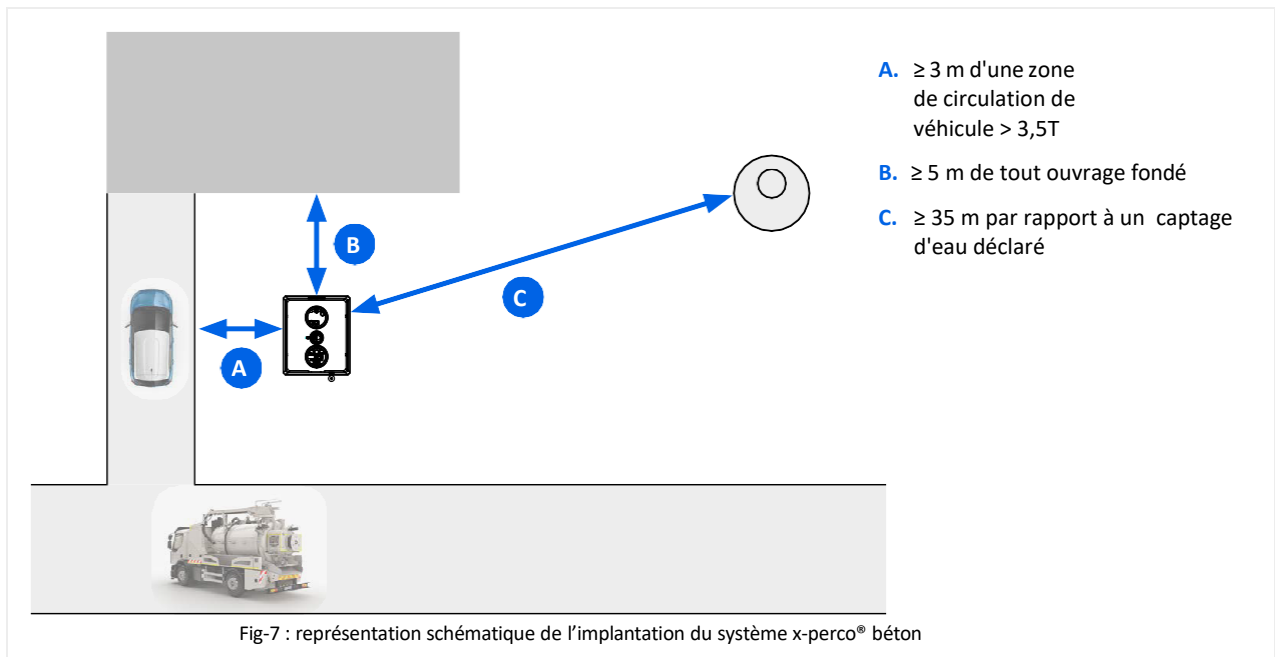 A. ≥ 3 m d'une zone
de circulation de
véhicule > 3,5T
B. ≥ 5 m de tout ouvrage fondé
C. ≥ 35 m par rapport à un captage
d'eau déclaré
B
C
A
Fig-7 : représentation schématique de l’implantation du système x-perco® béton